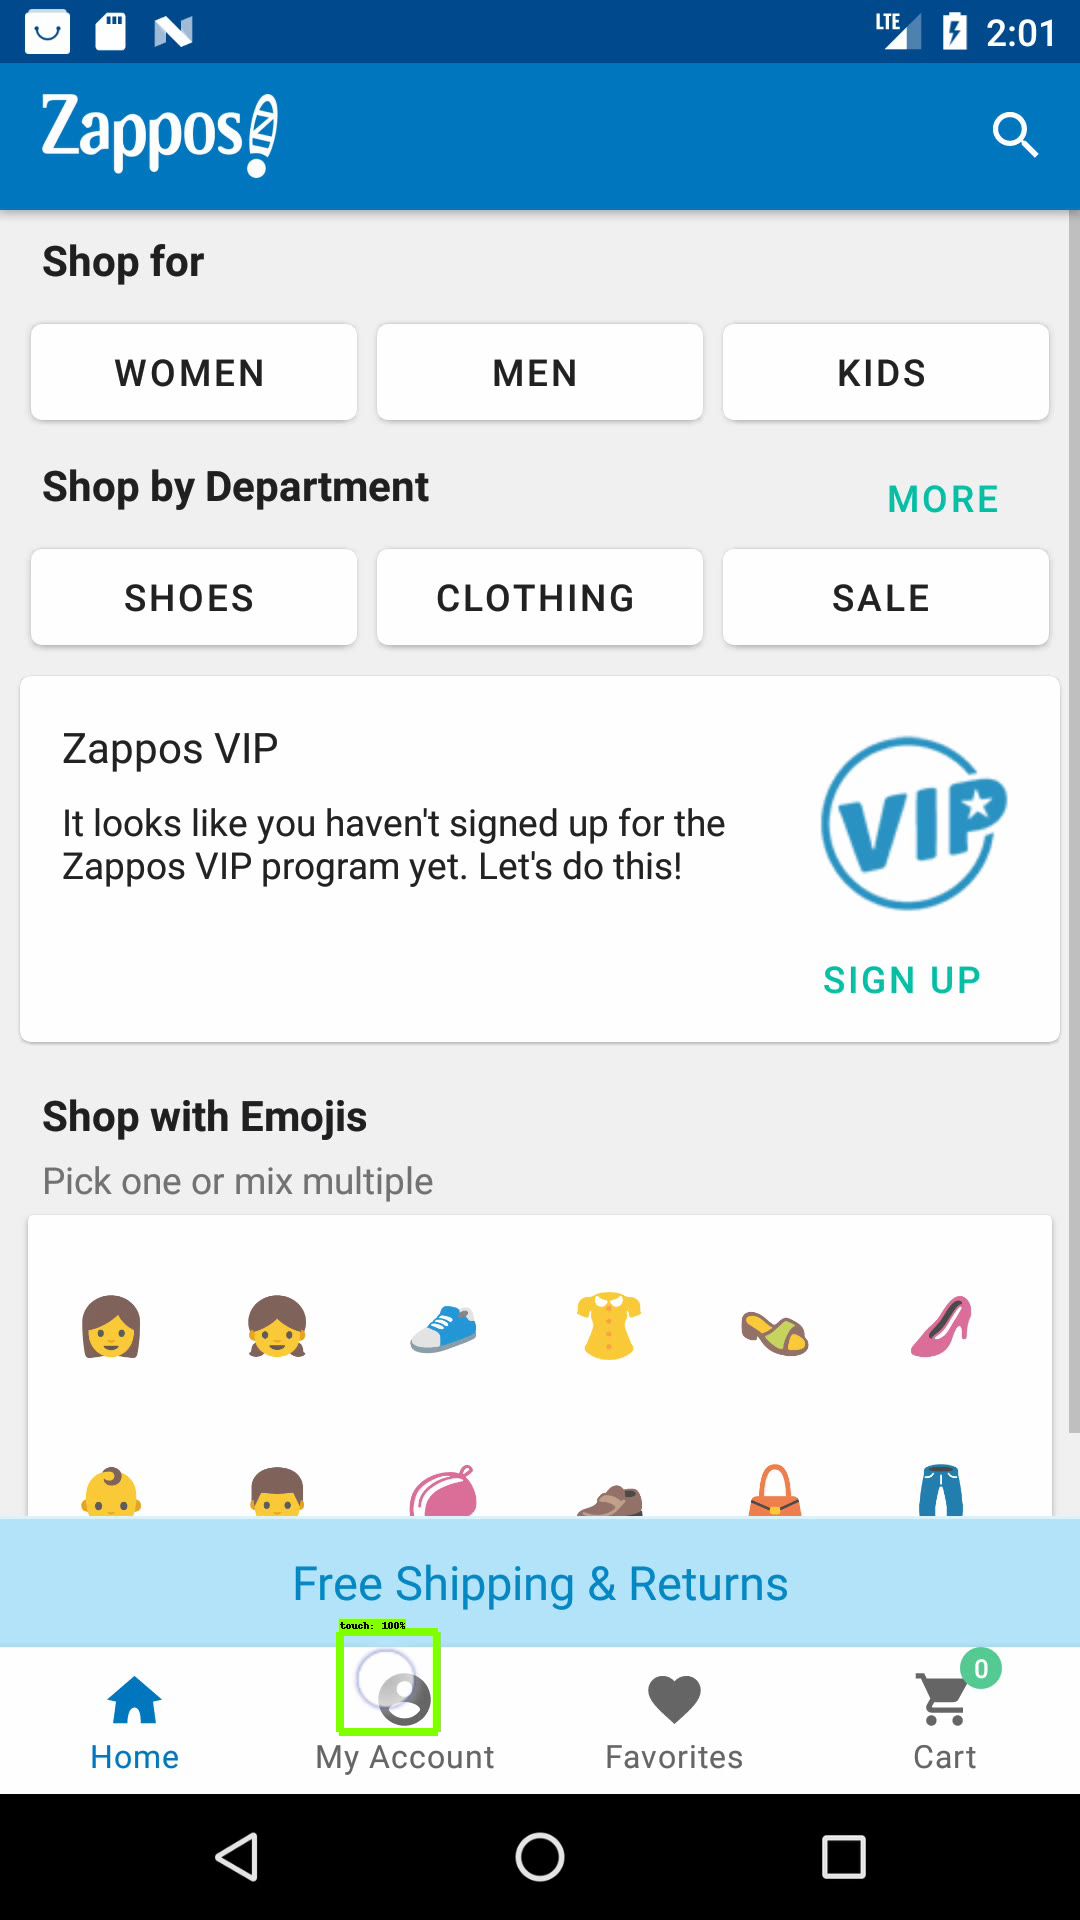 LTE 2:01
Zappos
Shop for
WOMEN MEN KIDS
Shop by Department MORE
SHOES CLOTHING SALE
Zappos VIP
It looks like you haven't signed up for the
Zappos VIP program yet. Let's do this!
VIP
SIGN UP
Shop with Emojis
Pick one or mix multiple
Free Shipping & Returns
touch: 100%
0
Home My Account Favorites Cart